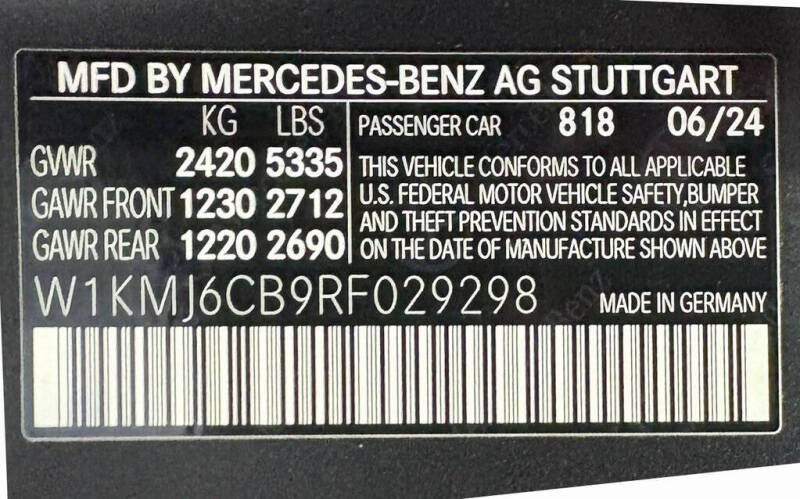 MFD BY MERCEDES-BENZ AG STUTTGART
KG LBS
GVWR 2420 5335
GAWR FRONT 1230 2712
GAWR REAR 1220 2690
PASSENGER CAR 818 06/24
THIS VEHICLE CONFORMS TO ALL APPLICABLE
U.S. FEDERAL MOTOR VEHICLE SAFETY,BUMPER
AND THEFT PREVENTION STANDARDS IN EFFECT
ON THE DATE OF MANUFACTURE SHOWN ABOVE
W1KMJ6CB9RF029298 MADE IN GERMANY